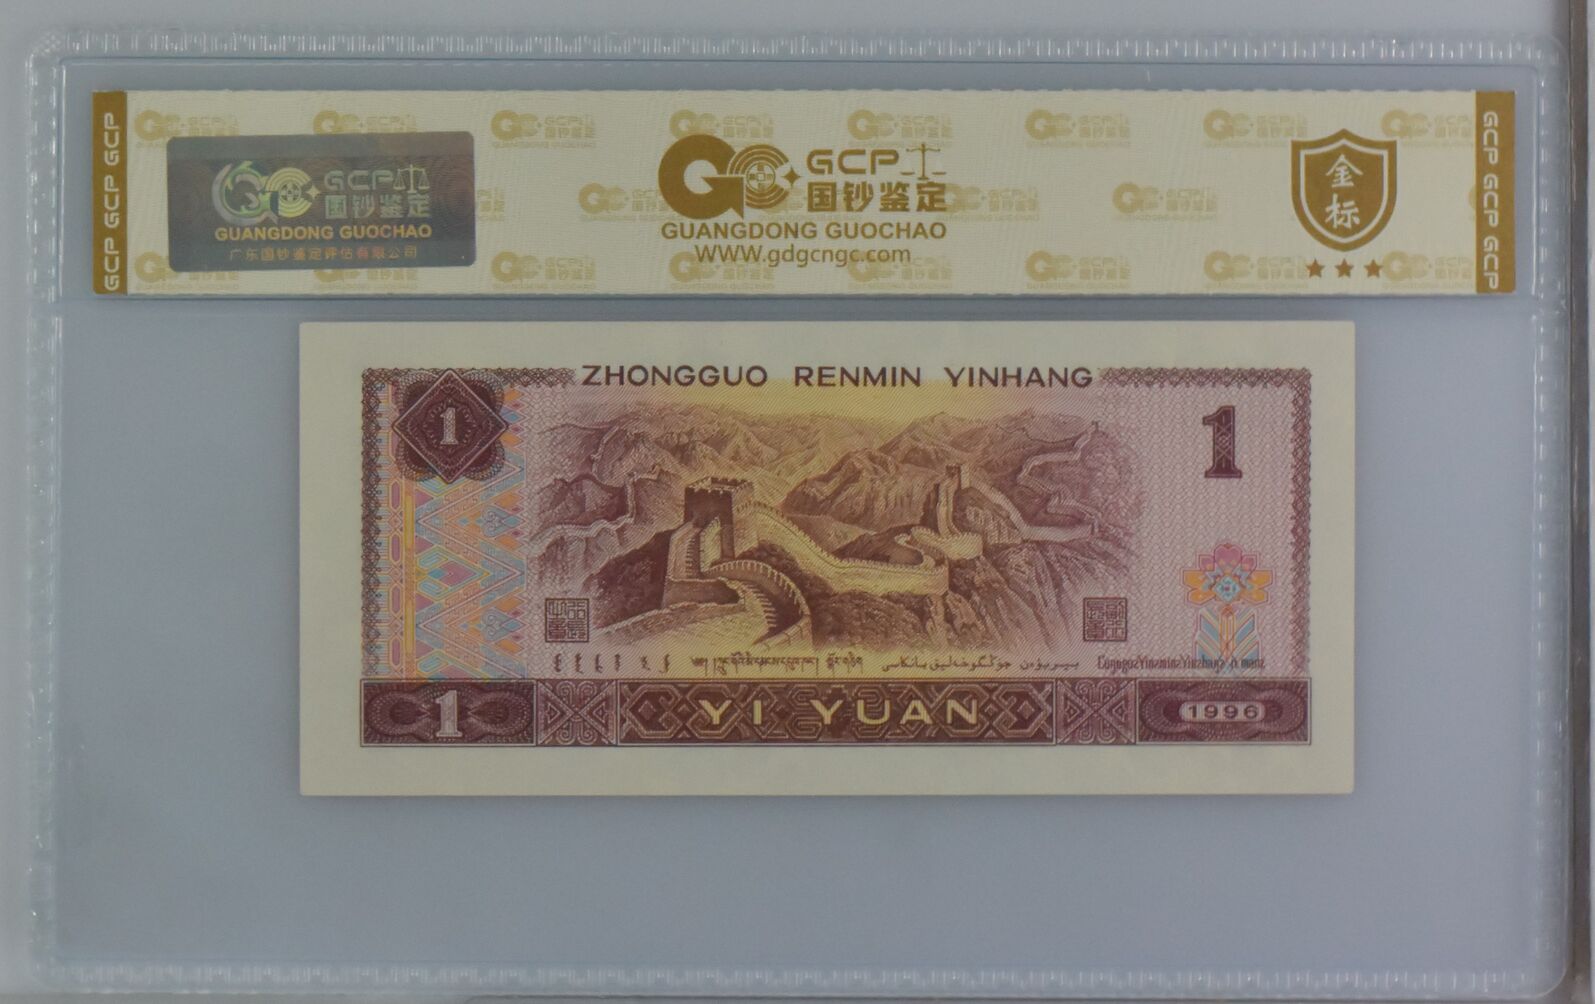 GCP GCP GCP
GCP
国钞鉴定
GUANGDONG GUOCHAO
广东国钞鉴定评估有限公司
GCP
国钞鉴定
GUANGDONG GUOCHAO
WWW.gdgcngc.com
金标
GCP GCP GCP
ZHONGGUO RENMIN YINHANG
1
1
1
YI YUAN
1996